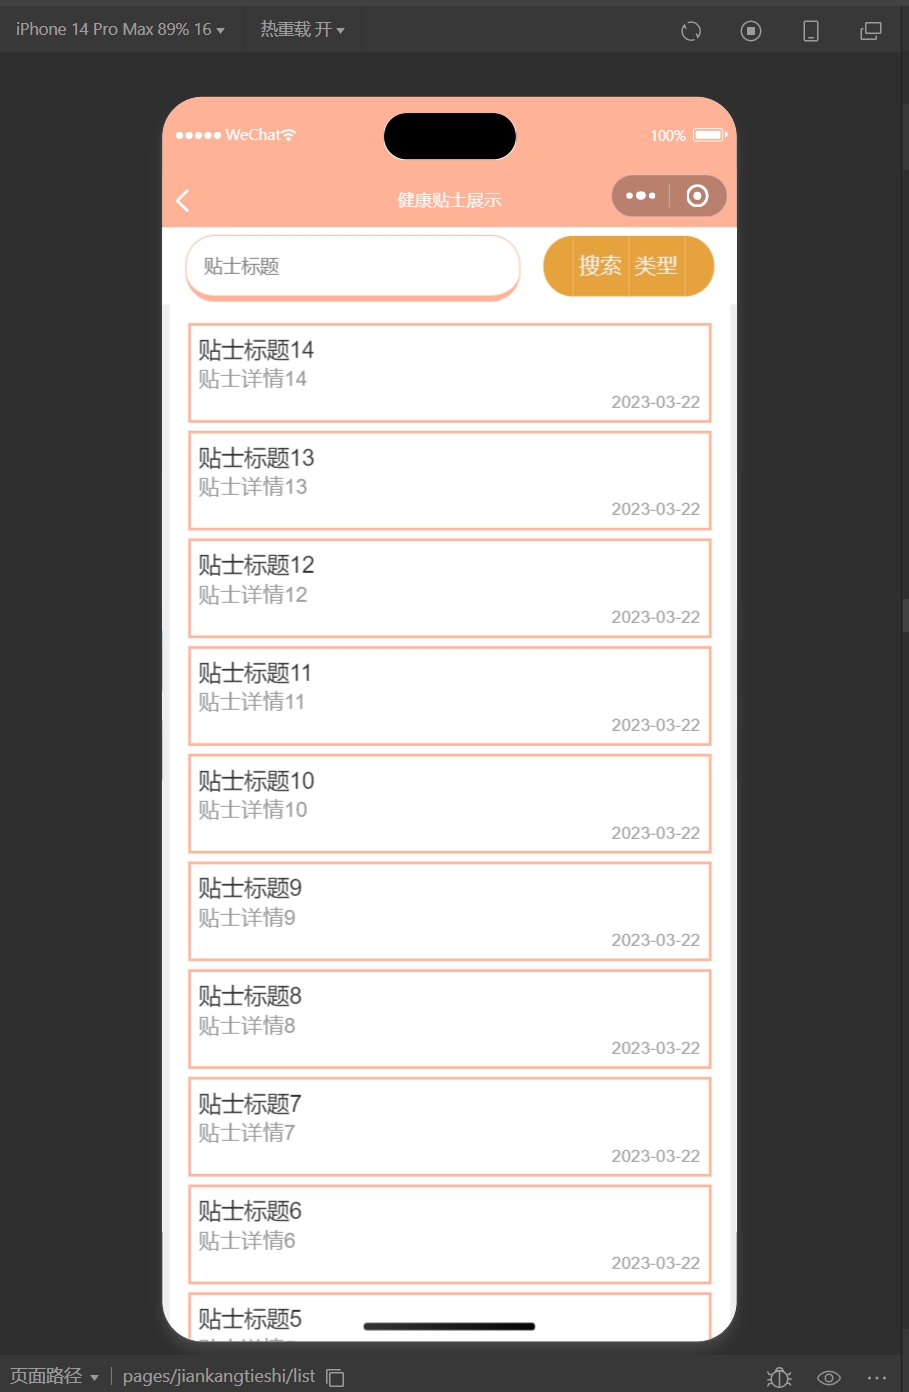 iPhone 14 Pro Max 89% 16 热重载 开
WeChat 100%
健康贴士展示
贴士标题 搜索 类型
贴士标题14
贴士详情14
2023-03-22
贴士标题13
贴士详情13
2023-03-22
贴士标题12
贴士详情12
2023-03-22
贴士标题11
贴士详情11
2023-03-22
贴士标题10
贴士详情10
2023-03-22
贴士标题9
贴士详情9
2023-03-22
贴士标题8
贴士详情8
2023-03-22
贴士标题7
贴士详情7
2023-03-22
贴士标题6
贴士详情6
2023-03-22
贴士标题5
页面路径 pages/jiankangtieshi/list